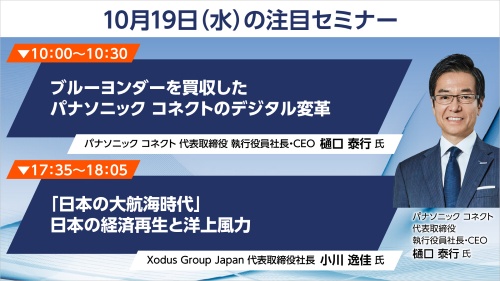 10月19日(水)の注目セミナー
▼10:00〜10:30
ブルーヨンダーを買収した
パナソニック コネクトのデジタル変革
パナソニック コネクト 代表取締役 執行役員社長・CEO 樋口 泰行 氏
▼17:35〜18:05
「日本の大航海時代」
日本の経済再生と洋上風力
Xodus Group Japan 代表取締役社長 小川 逸佳 氏
パナソニック コネクト
代表取締役
執行役員社長・CEO
樋口 泰行 氏